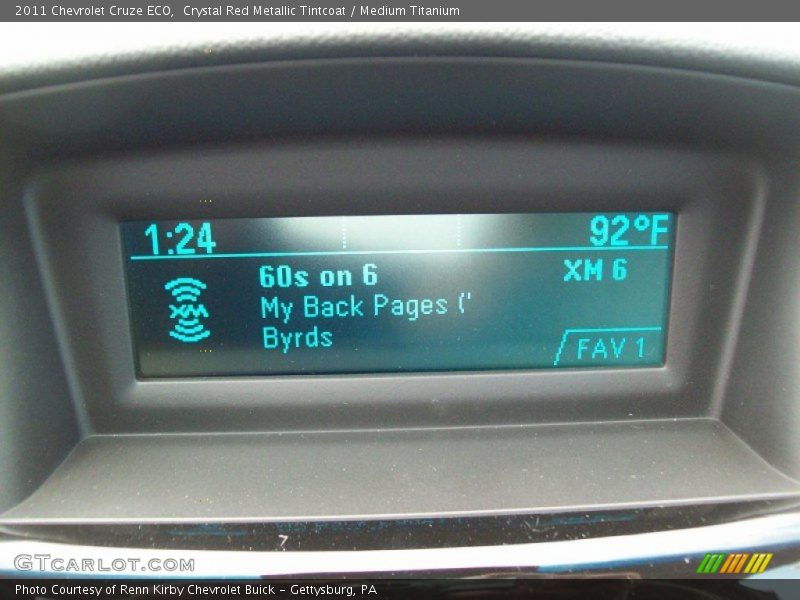 2011 Chevrolet Cruze ECO, Crystal Red Metallic Tintcoat / Medium Titanium
1:24 92°F
60s on 6 XM 6
XM
My Back Pages ('
Byrds
FAV 1
GTCARLOT.COM
Photo Courtesy of Renn Kirby Chevrolet Buick - Gettysburg, PA